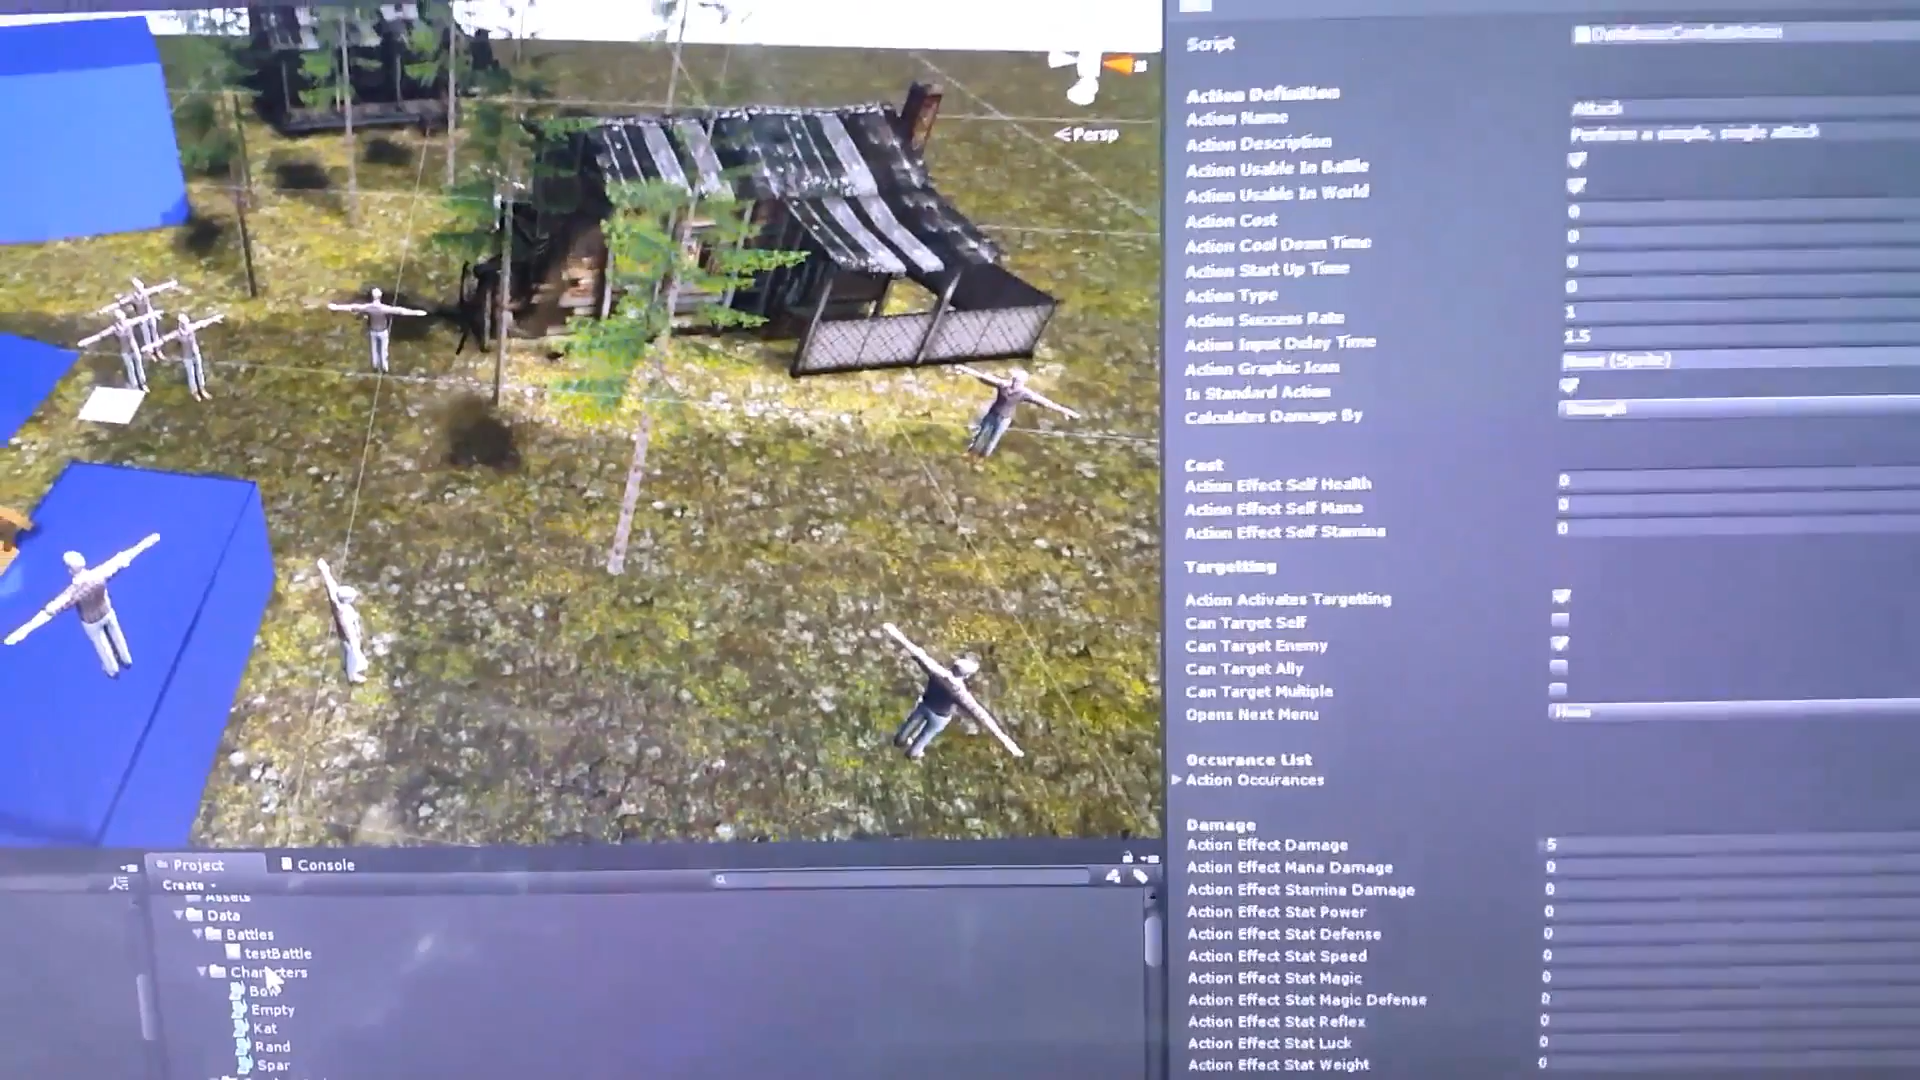 Persp
Project
Console
Create
Assets
Data
Battles
testBattle
Characters
Bow
Empty
Kat
Rand
Spar
Script
Action Definition
Action Name Attack
Action Description Perform a simple, single attack
Action Usable In Battle
Action Usable In World
Action Cost 0
Action Cool Down Time 0
Action Start Up Time 0
Action Type 0
Action Success Rate 1
Action Input Delay Time 1.5
Action Graphic Icon None (Sprite)
Is Standard Action
Calculates Damage By
Cost
Action Effect Self Health 0
Action Effect Self Mana 0
Action Effect Self Stamina 0
Targetting
Action Activates Targetting
Can Target Self
Can Target Enemy
Can Target Ally
Can Target Multiple
Opens Next Menu None
Occurance List
Action Occurances
Damage
Action Effect Damage 5
Action Effect Mana Damage 0
Action Effect Stamina Damage 0
Action Effect Stat Power 0
Action Effect Stat Defense 0
Action Effect Stat Speed 0
Action Effect Stat Magic 0
Action Effect Stat Magic Defense 0
Action Effect Stat Reflex 0
Action Effect Stat Luck 0
Action Effect Stat Weight 0